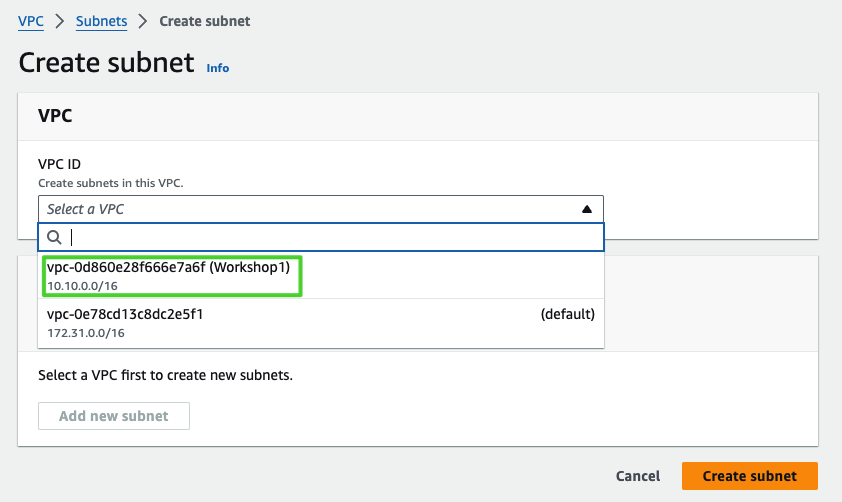 VPC > Subnets > Create subnet
Create subnet Info
VPC
VPC ID
Create subnets in this VPC.
Select a VPC
vpc-0d860e28f666e7a6f (Workshop1)
10.10.0.0/16
vpc-0e78cd13c8dc2e5f1 (default)
172.31.0.0/16
Select a VPC first to create new subnets.
Add new subnet
Cancel Create subnet